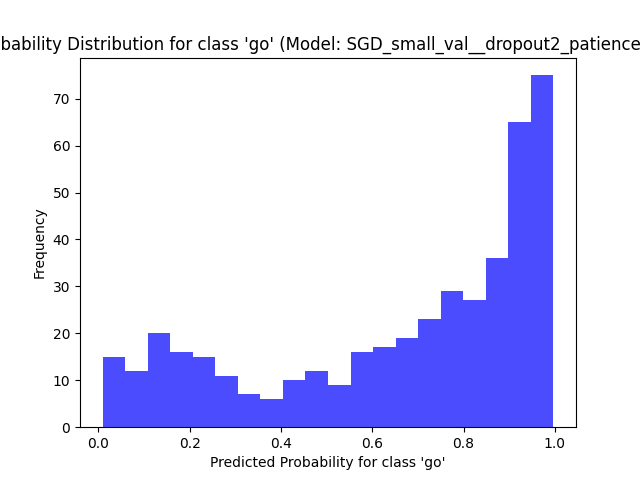 bability Distribution for class 'go' (Model: SGD_small_val__dropout2_patience
70
60
50
40
30
20
10
0
Frequency
0.0 0.2 0.4 0.6 0.8 1.0
Predicted Probability for class 'go'